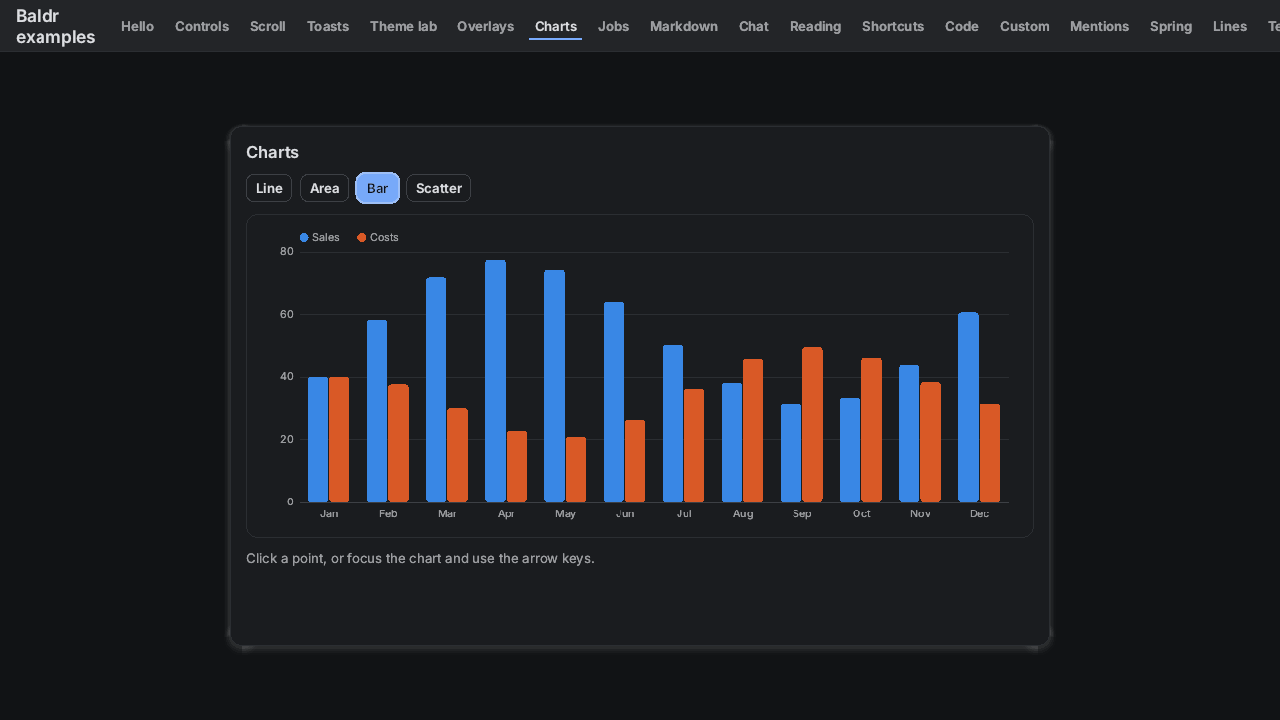 Baldr
examples
Hello Controls Scroll Toasts Theme lab Overlays Charts Jobs Markdown Chat Reading Shortcuts Code Custom Mentions Spring Lines
Charts
Line Area Bar Scatter
Sales Costs
80
60
40
20
0
Jan Feb Mar Apr May Jun Jul Aug Sep Oct Nov Dec
Click a point, or focus the chart and use the arrow keys.